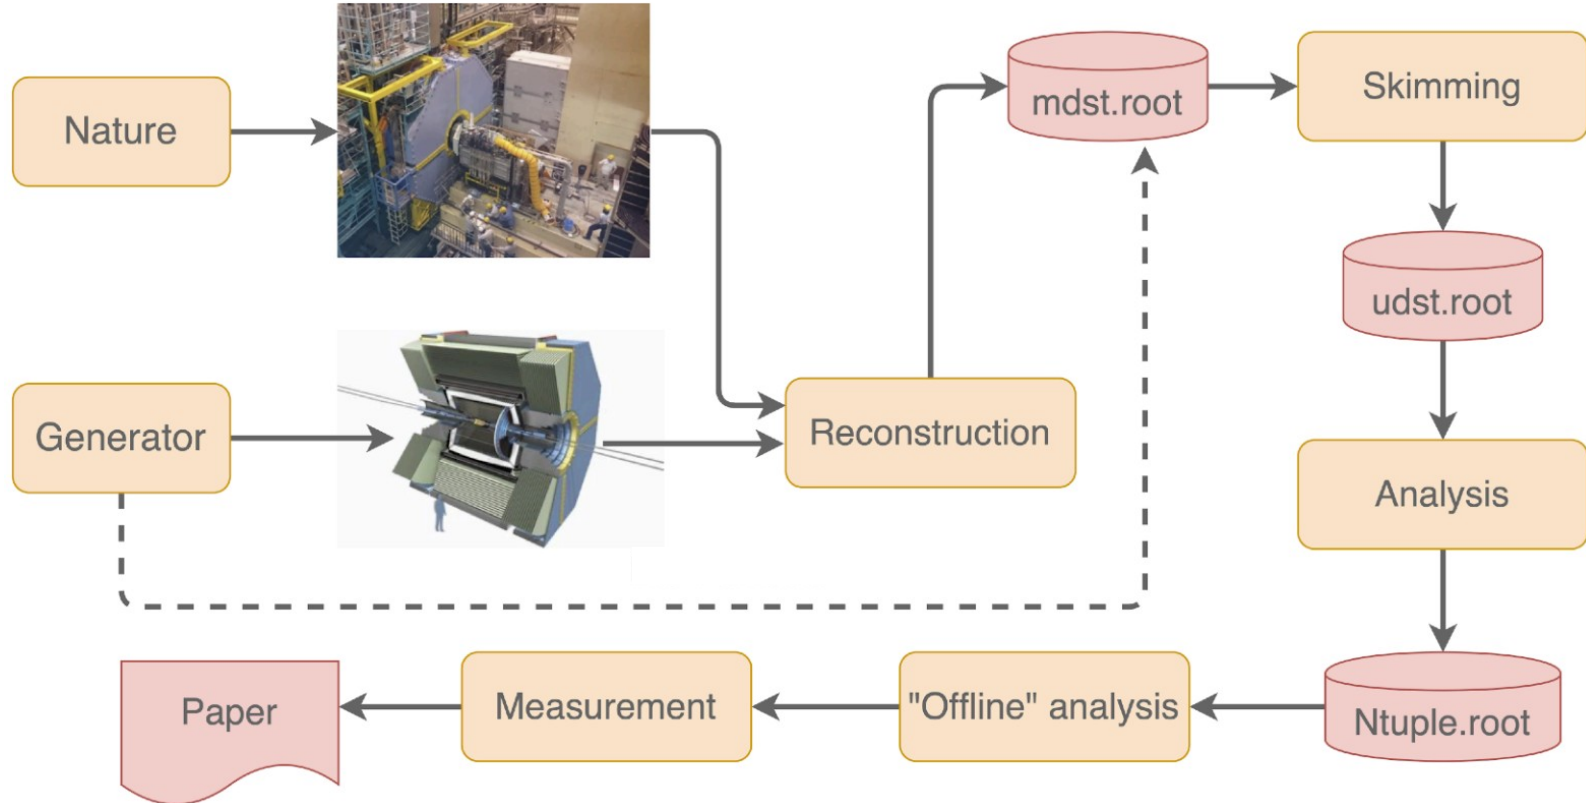 Nature
mdst.root
Skimming
udst.root
Generator
Reconstruction
Analysis
Paper
Measurement
"Offline" analysis
Ntuple.root